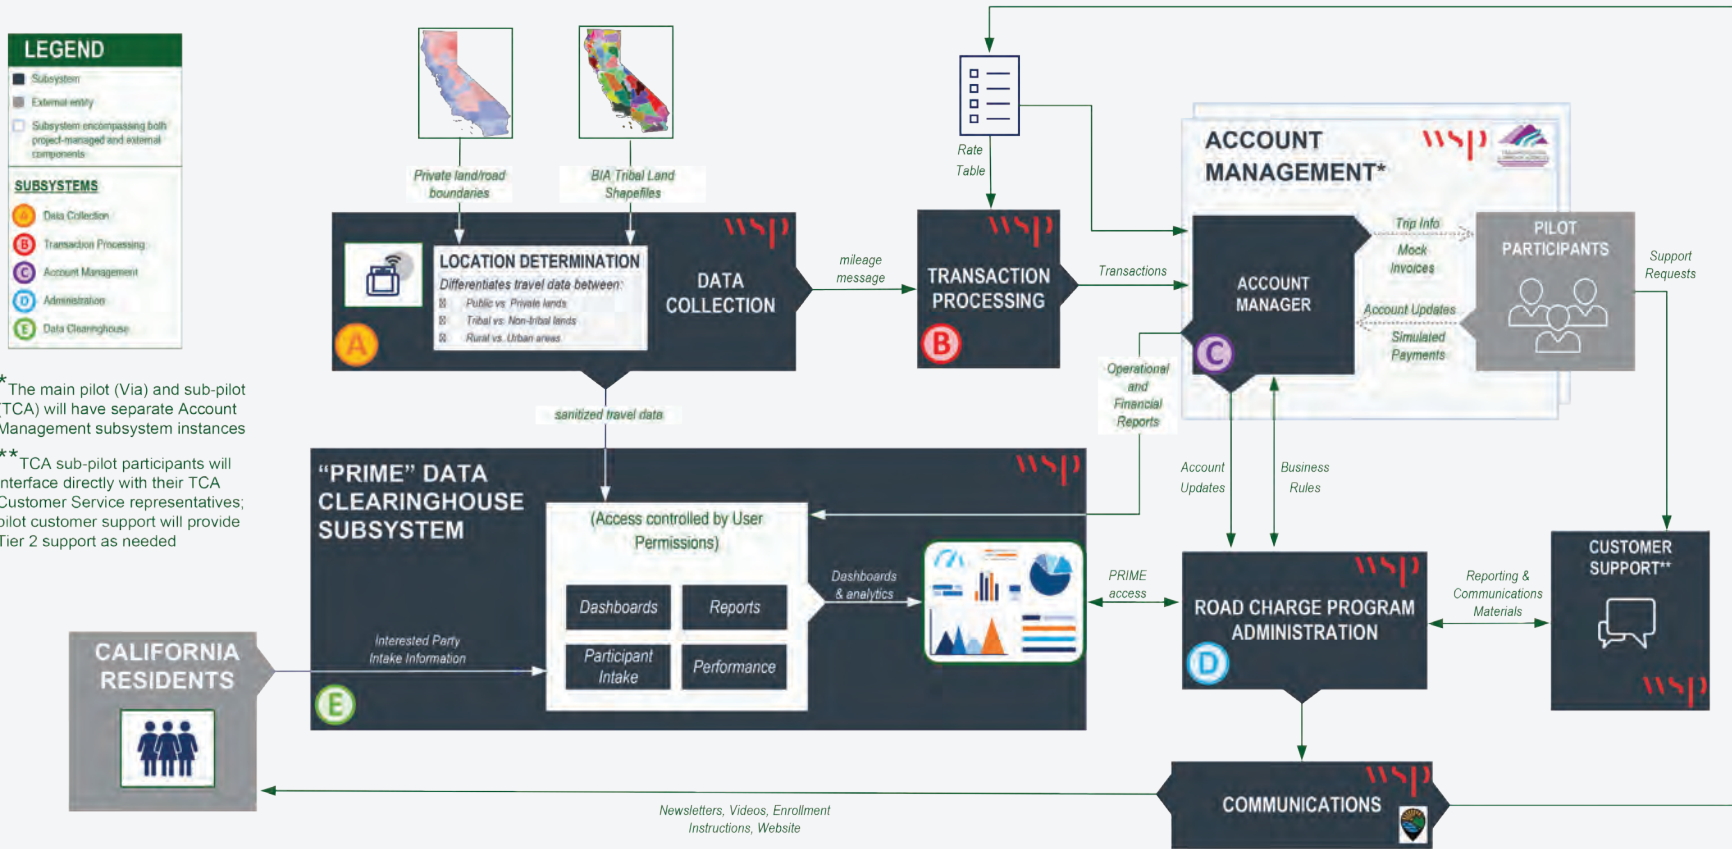 LEGEND
Subsystem
External entity
Subsystem encompassing both
project-managed and external
components
SUBSYSTEMS
A Data Collection
B Transaction Processing
C Account Management
D Administration
E Data Clearinghouse
*The main pilot (Via) and sub-pilot
(TCA) will have separate Account
Management subsystem instances
**TCA sub-pilot participants will
interface directly with their TCA
Customer Service representatives;
pilot customer support will provide
Tier 2 support as needed
Private land/road
boundaries
BIA Tribal Land
Shapefiles
wsp
LOCATION DETERMINATION
Differentiates travel data between:
Public vs. Private lands
Tribal vs. Non-tribal lands
Rural vs. Urban areas
DATA
COLLECTION
A
mileage
message
Rate
Table
wsp
TRANSACTION
PROCESSING
B
Transactions
ACCOUNT
MANAGEMENT*
wsp
ACCOUNT
MANAGER
C
Trip Info
Mock
Invoices
Account Updates
Simulated
Payments
PILOT
PARTICIPANTS
Support
Requests
Operational
and
Financial
Reports
sanitized travel data
"PRIME" DATA
CLEARINGHOUSE
SUBSYSTEM
wsp
(Access controlled by User
Permissions)
Dashboards
Reports
Participant
Intake
Performance
Dashboards
& analytics
E
Interested Party
Intake Information
CALIFORNIA
RESIDENTS
PRIME
access
Account
Updates
Business
Rules
wsp
ROAD CHARGE PROGRAM
ADMINISTRATION
D
Reporting &
Communications
Materials
CUSTOMER
SUPPORT**
wsp
wsp
COMMUNICATIONS
Newsletters, Videos, Enrollment
Instructions, Website